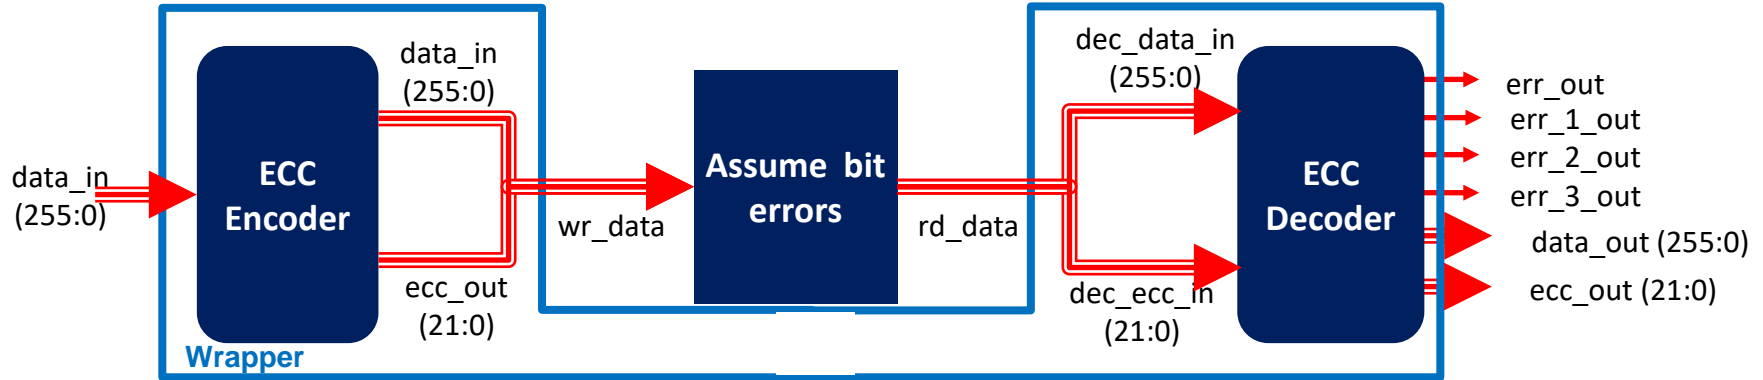 data_in
(255:0)
ECC
Encoder
data_in
(255:0)
ecc_out
(21:0)
Wrapper
wr_data
Assume bit
errors
rd_data
dec_data_in
(255:0)
dec_ecc_in
(21:0)
ECC
Decoder
err_out
err_1_out
err_2_out
err_3_out
data_out (255:0)
ecc_out (21:0)